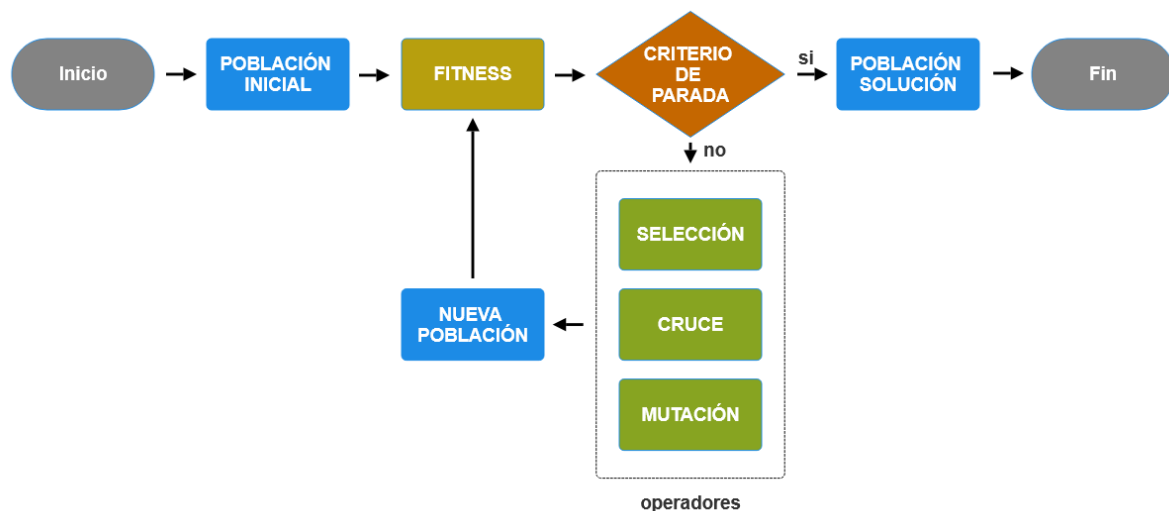 Inicio
POBLACIÓN
INICIAL
FITNESS
CRITERIO
DE
PARADA
si
POBLACIÓN
SOLUCIÓN
Fin
no
SELECCIÓN
NUEVA
POBLACIÓN
CRUCE
MUTACIÓN
operadores